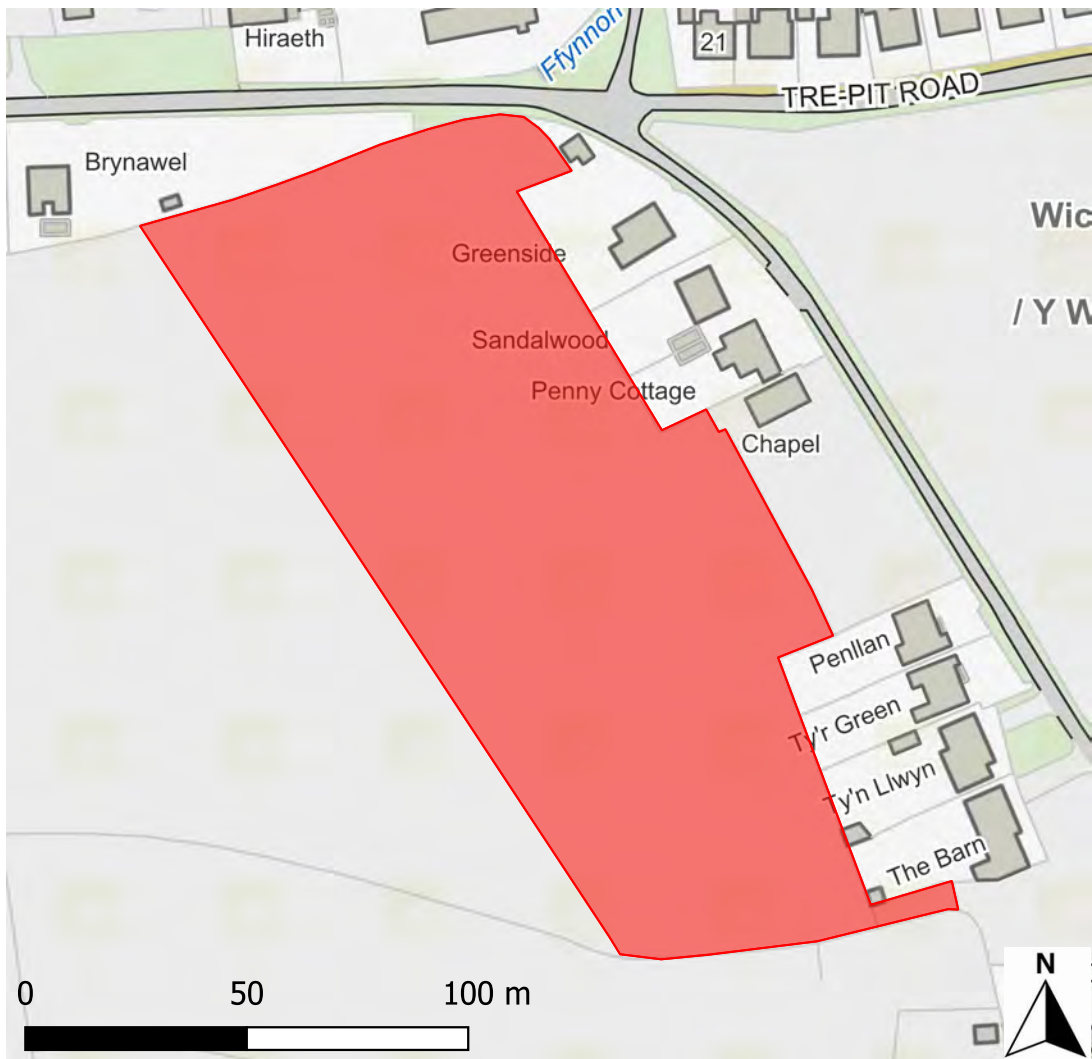 Hiraeth
Ffynnon
21
TRE-PIT ROAD
Brynawel
Wic
Greenside
/ Y W
Sandalwood
Penny Cottage
Chapel
Penllan
Ty'r Green
Ty'n Llwyn
The Barn
N
0 50 100 m